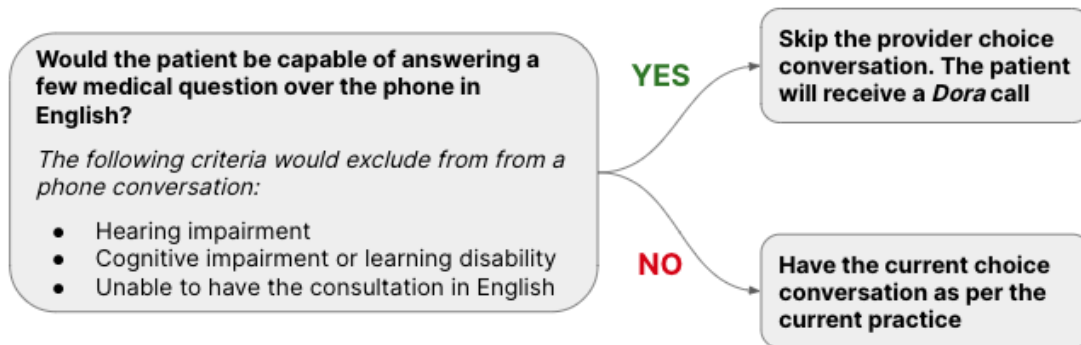 Would the patient be capable of answering a
few medical question over the phone in
English?
The following criteria would exclude from from a
phone conversation:
● Hearing impairment
● Cognitive impairment or learning disability
● Unable to have the consultation in English
YES
Skip the provider choice
conversation. The patient
will receive a Dora call
NO
Have the current choice
conversation as per the
current practice